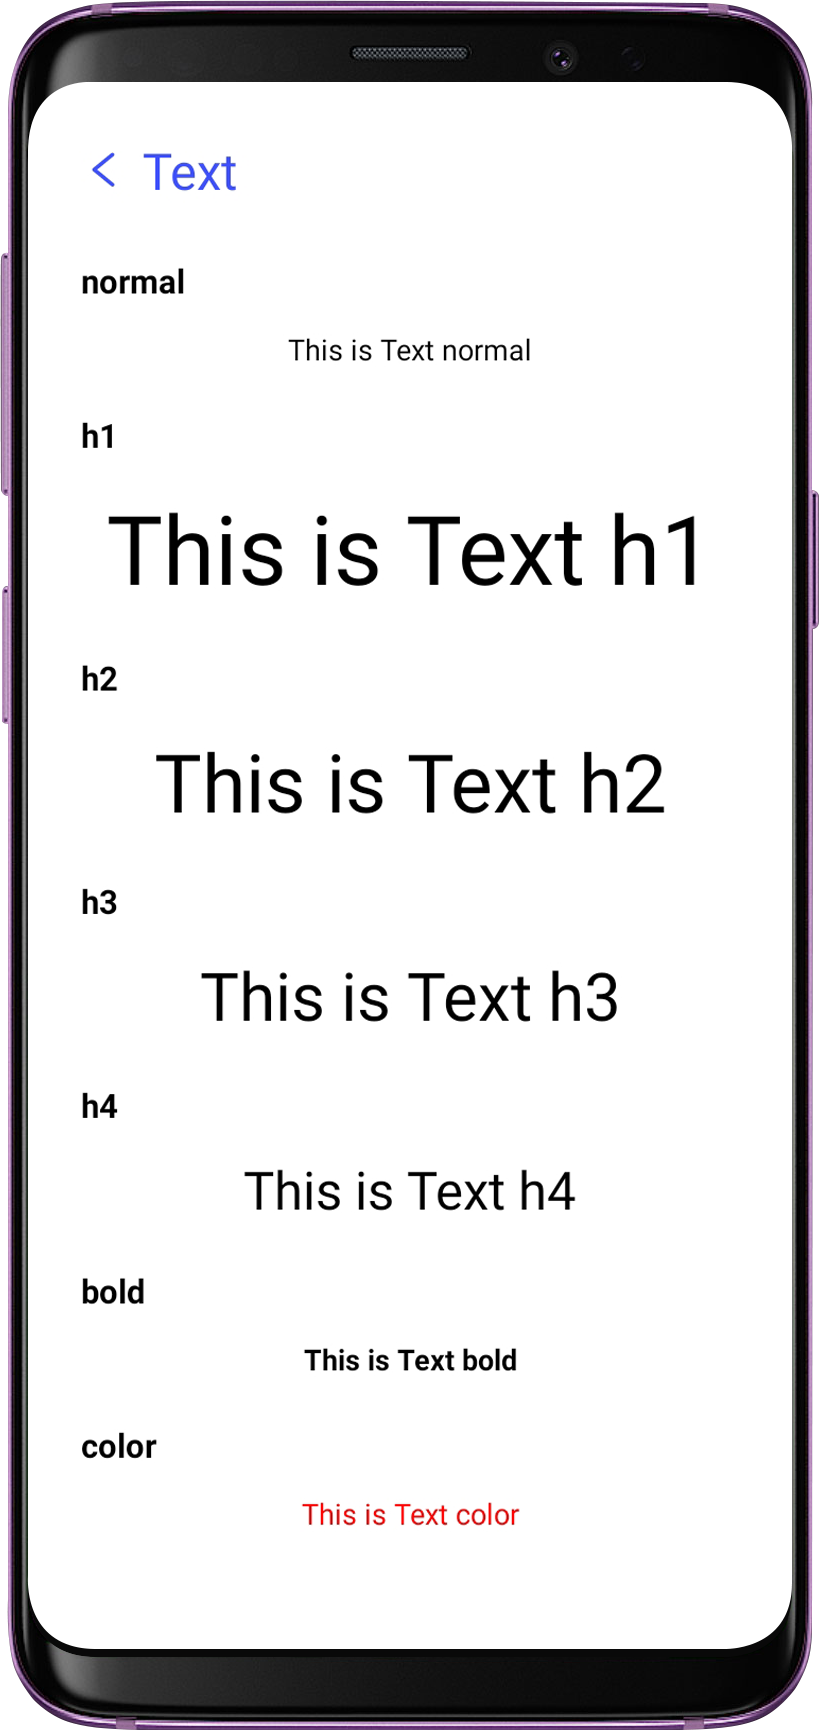 Text
normal
This is Text normal
h1
This is Text h1
h2
This is Text h2
h3
This is Text h3
h4
This is Text h4
bold
This is Text bold
color
This is Text color